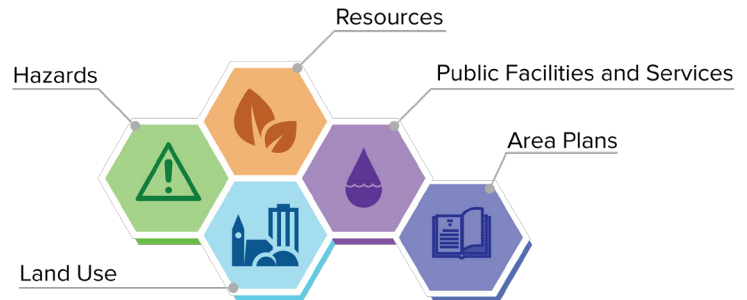 Resources
Hazards
Public Facilities and Services
Area Plans
Land Use